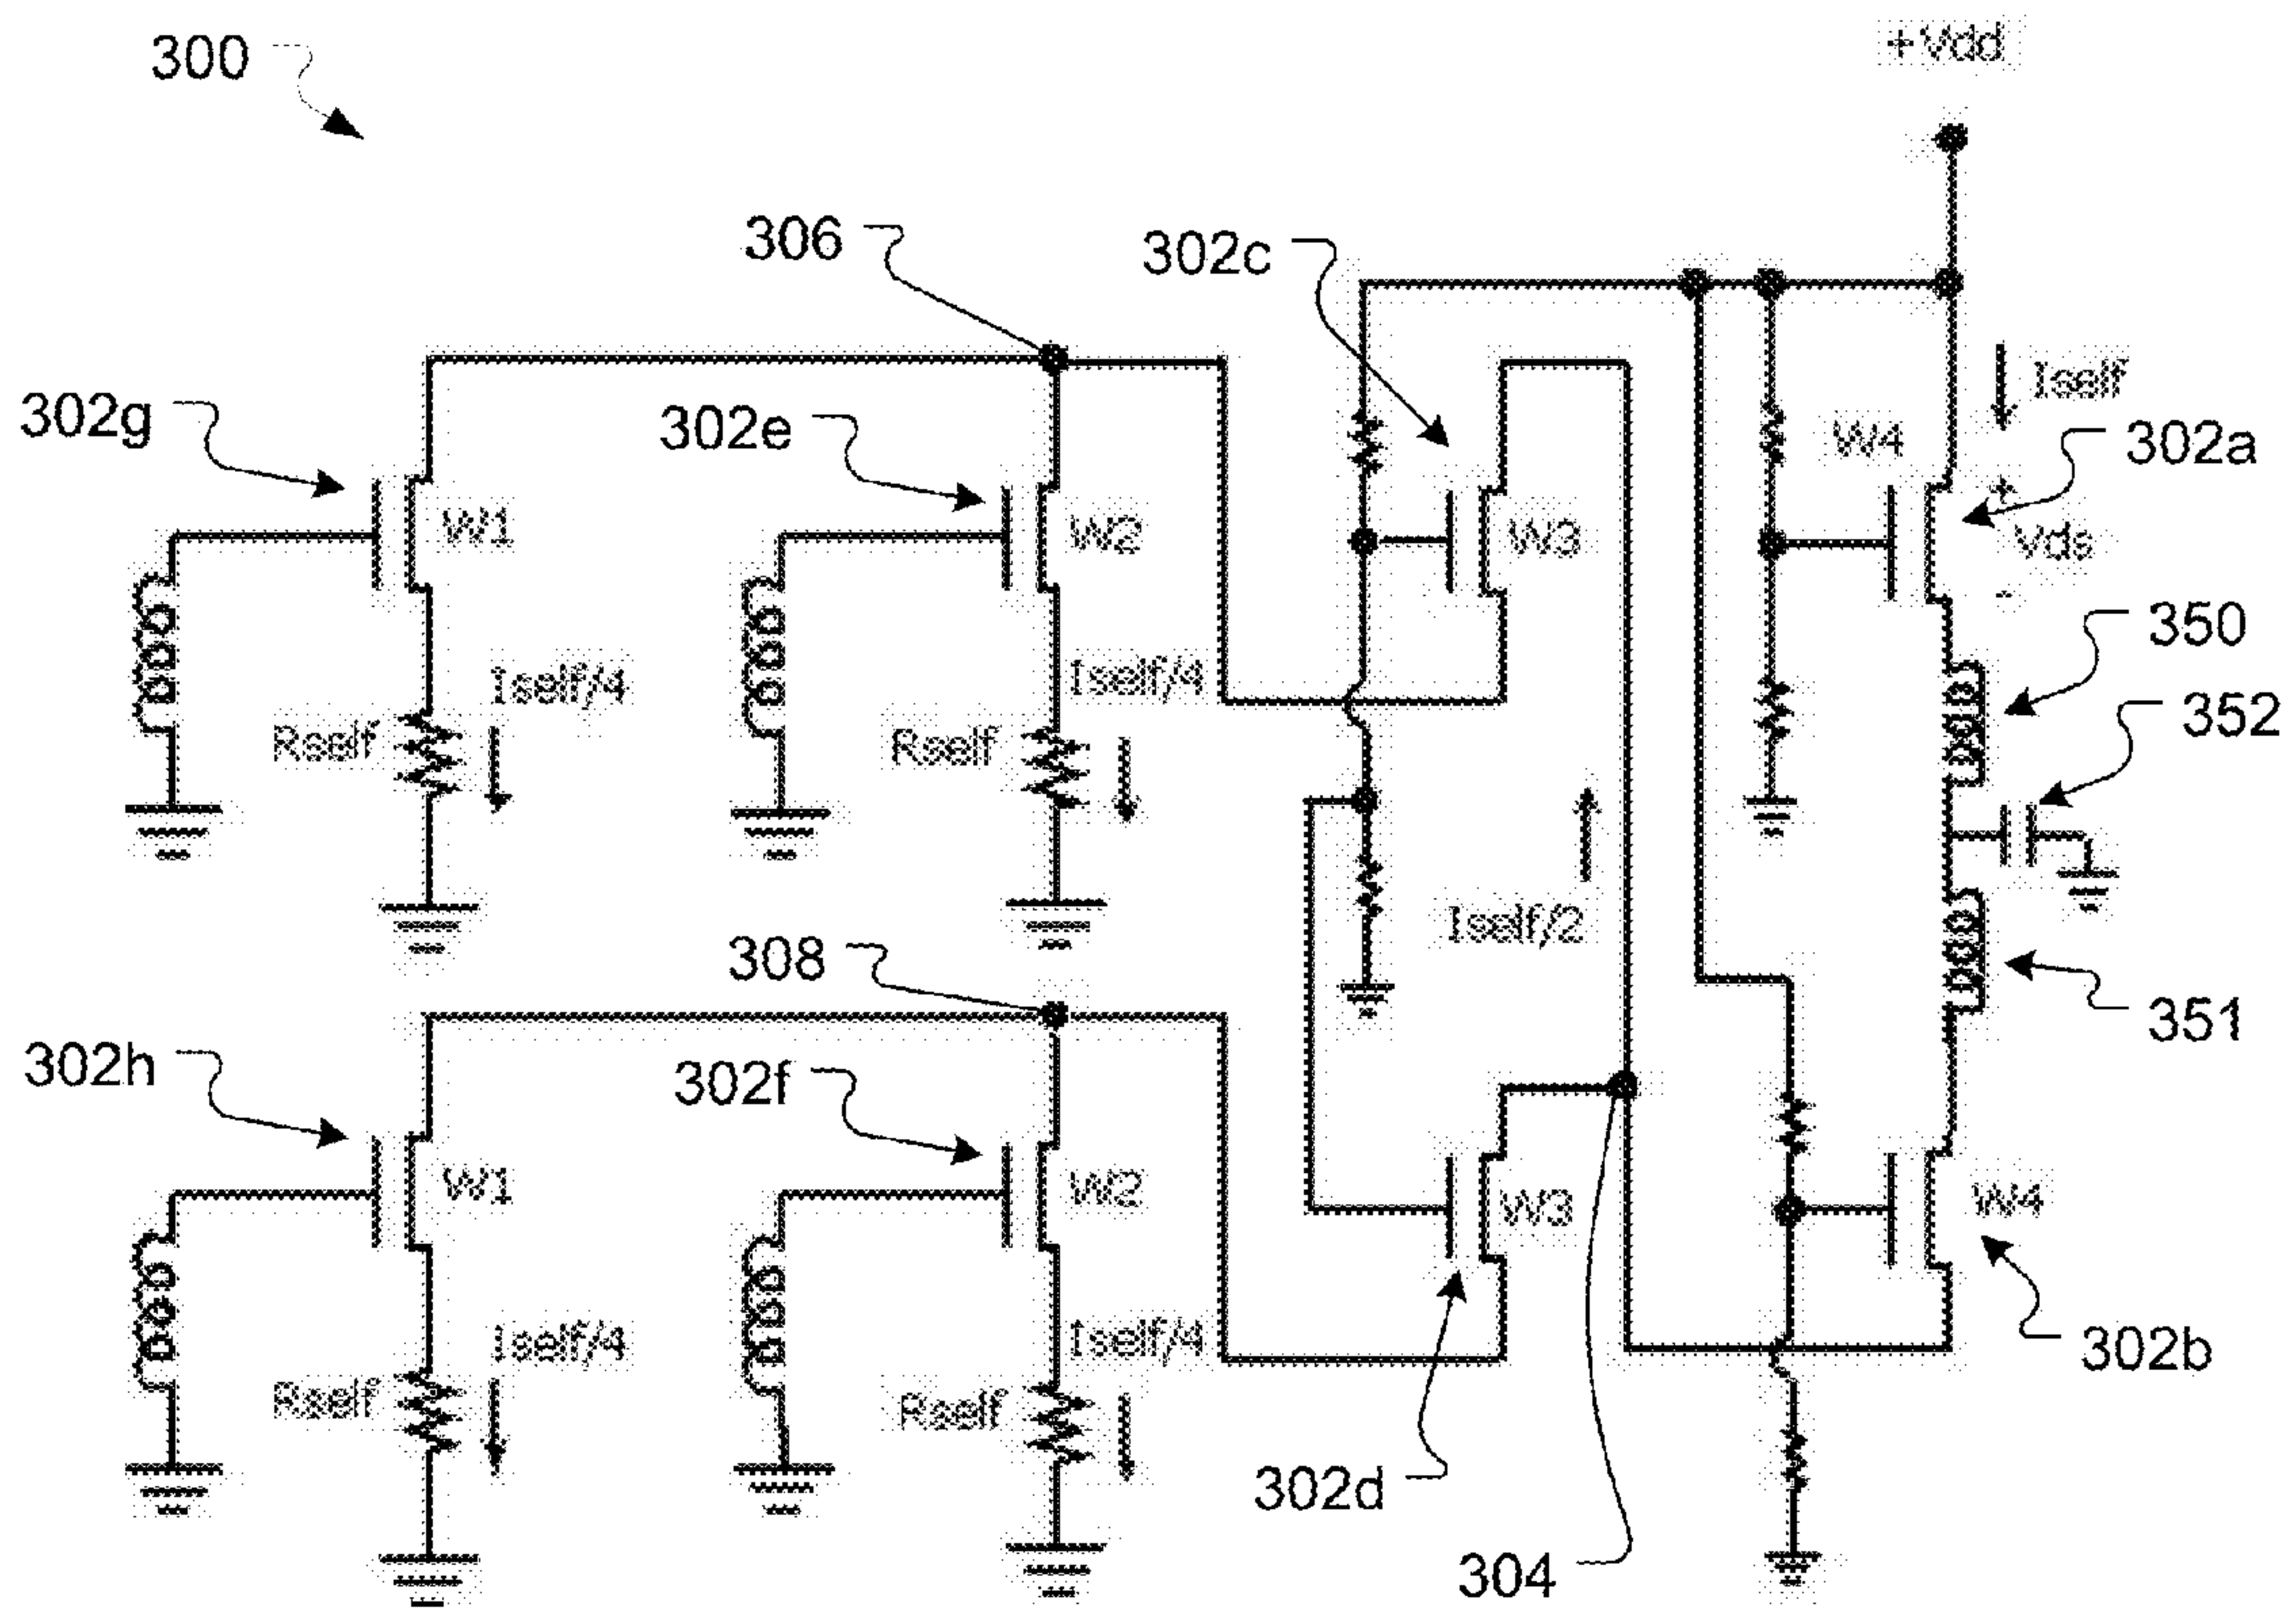 300
+Vdd
306
302c
Iself
302g
302e
W4
302a
+
W1
W2
W3
Vds
-
350
Iself/4
Iself/4
352
Rself
Rself
Iself/2
308
351
302h
302f
W1
W2
W3
W4
Iself/4
Iself/4
302b
Rself
Rself
302d
304